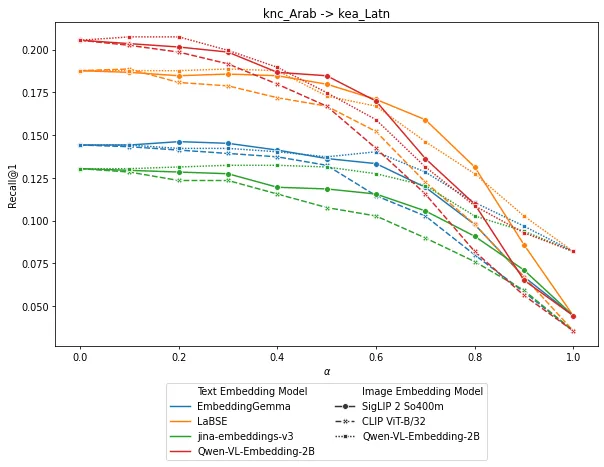 knc_Arab -> kea_Latn
Recall@1
0.200
0.175
0.150
0.125
0.100
0.075
0.050
0.0 0.2 0.4 0.6 0.8 1.0
α
Text Embedding Model
EmbeddingGemma
LaBSE
jina-embeddings-v3
Qwen-VL-Embedding-2B
Image Embedding Model
SigLIP 2 So400m
CLIP ViT-B/32
Qwen-VL-Embedding-2B